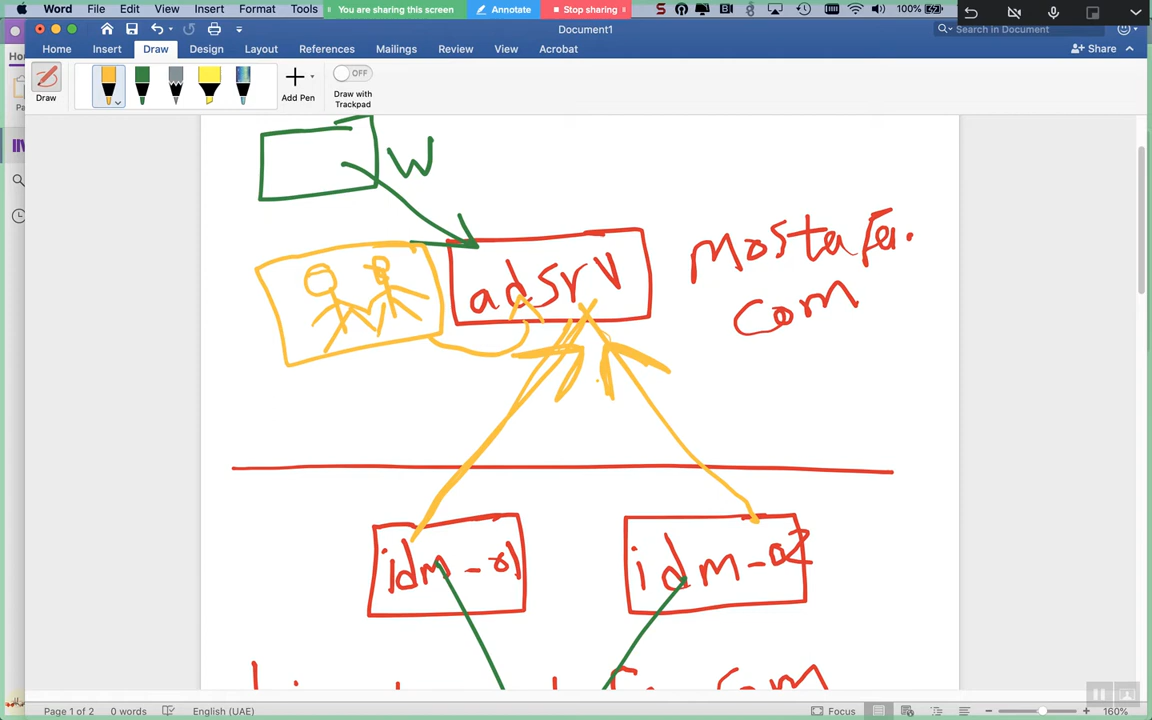 Word File Edit View Insert Format Tools You are sharing this screen Annotate Stop sharing 100%
Document1
Search in Document
Home Insert Draw Design Layout References Mailings Review View Acrobat Share
OFF
Draw Add Pen Draw with Trackpad
W
adsrv
mostafa.
com
idm-01 idm-02
com
Page 1 of 2 0 words English (UAE) Focus 160%